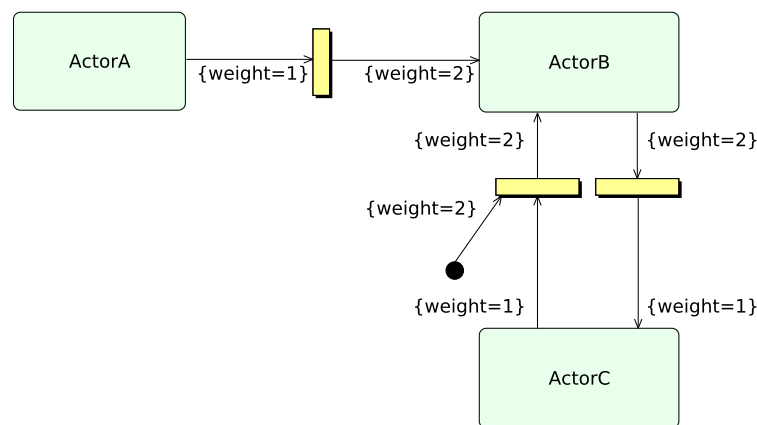 ActorA
{weight=1}
{weight=2}
ActorB
{weight=2}
{weight=2}
{weight=2}
{weight=1}
{weight=1}
ActorC